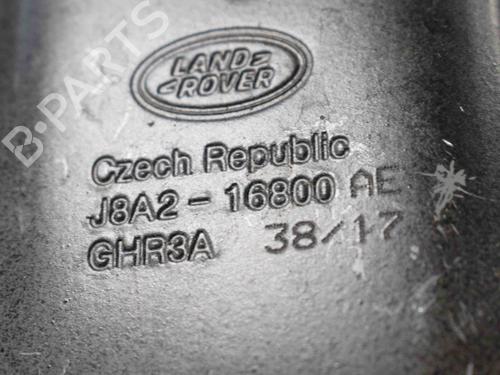 B-PARTS
LAND
ROVER
Czech Republic
J8A2-16800 AE
GHR3A 38/17